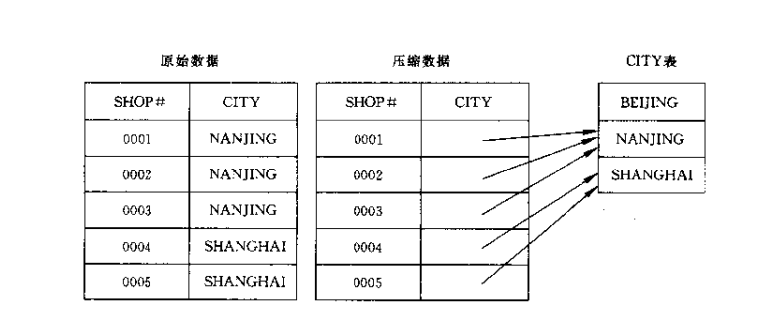 原始数据 压缩数据 CITY表
SHOP# CITY SHOP# CITY BEIJING
0001 NANJING 0001 NANJING
0002 NANJING 0002 SHANGHAI
0003 NANJING 0003
0004 SHANGHAI 0004
0005 SHANGHAI 0005